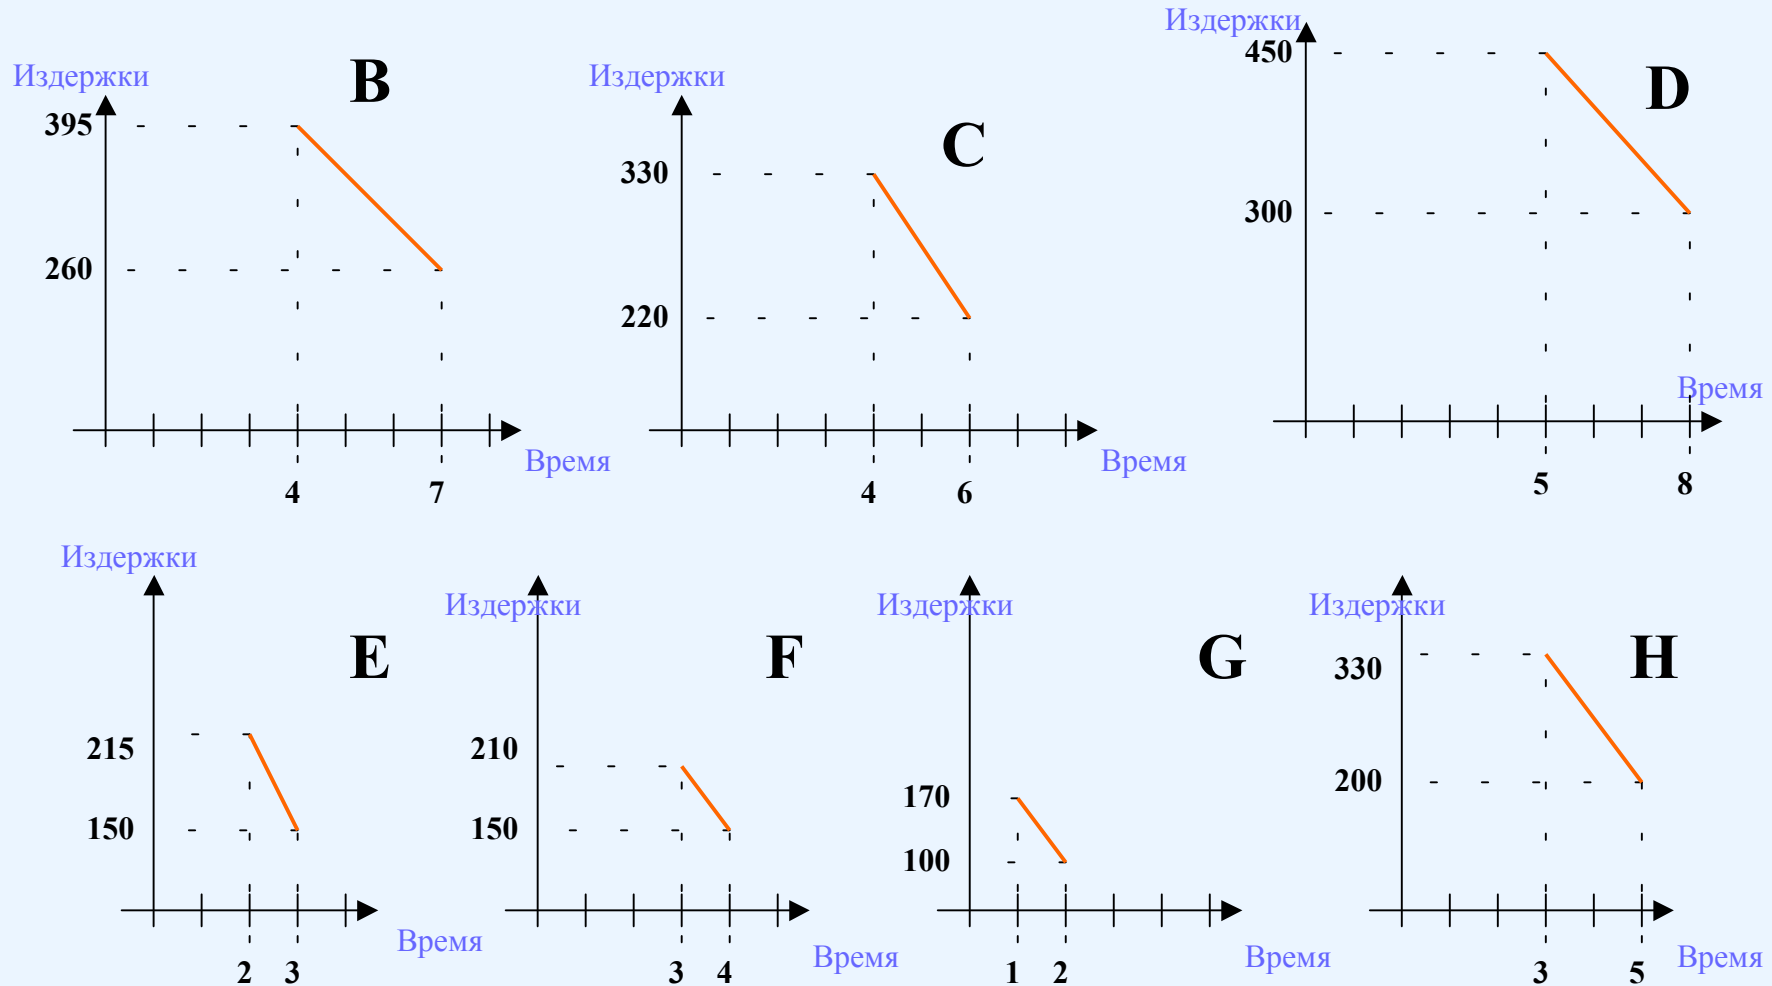 Издержки
B
395
260
4 7
Время
Издержки
C
330
220
4 6
Время
Издержки
450
D
300
Время
5 8
Издержки
E
215
150
2 3
Время
Издержки
F
210
150
3 4
Время
Издержки
G
170
100
1 2
Время
Издержки
H
330
200
3 5
Время